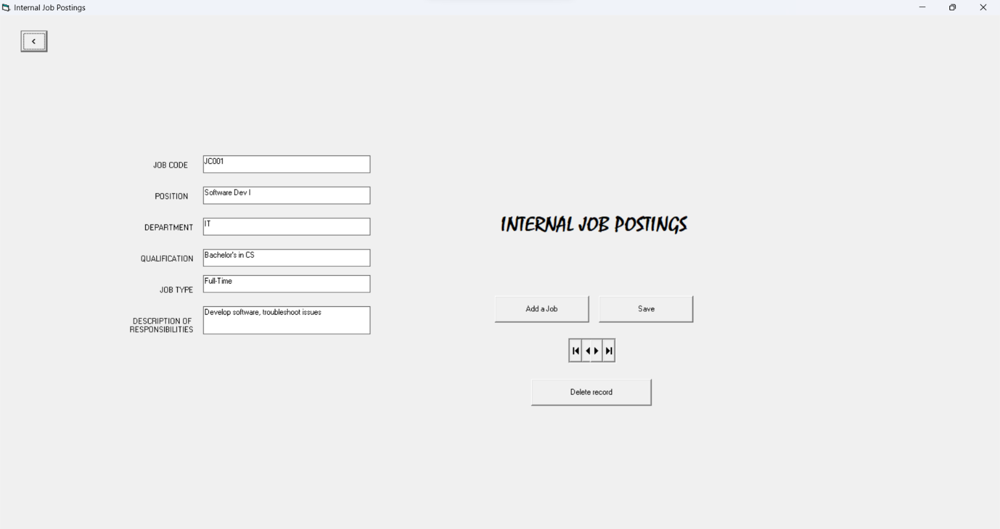 Internal Job Postings
<
JOB CODE
JC001
POSITION
Software Dev I
DEPARTMENT
IT
QUALIFICATION
Bachelor's in CS
JOB TYPE
Full-Time
DESCRIPTION OF
RESPONSIBILITIES
Develop software, troubleshoot issues
INTERNAL JOB POSTINGS
Add a Job
Save
Delete record